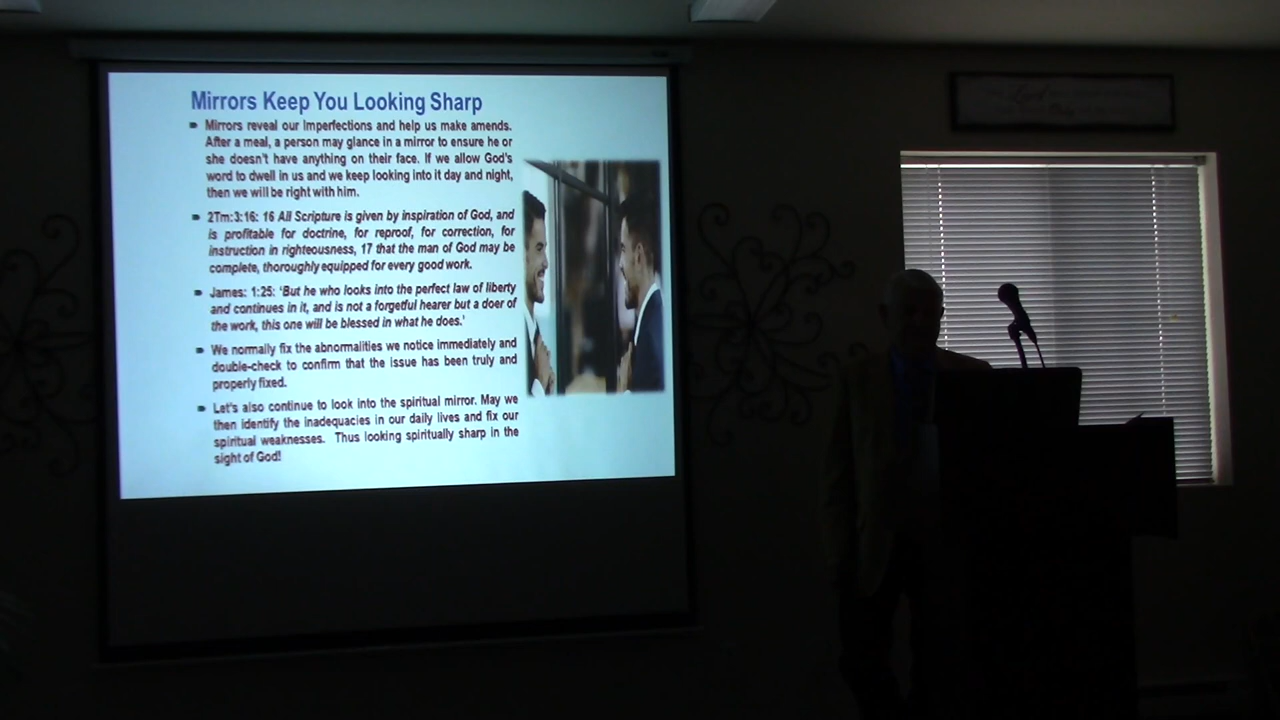 Mirrors Keep You Looking Sharp
Mirrors reveal our Imperfections and help us make amends.
After a meal, a person may glance in a mirror to ensure he or
she doesn't have anything on their face. If we allow God's
word to dwell in us and we keep looking into it day and night,
then we will be right with him.
2Tm:3:16: 16 All Scripture is given by inspiration of God, and
is profitable for doctrine, for reproof, for correction, for
instruction in righteousness, 17 that the man of God may be
complete, thoroughly equipped for every good work.
James: 1:25: 'But he who looks into the perfect law of liberty
and continues in it, and is not a forgetful hearer but a doer of
the work, this one will be blessed in what he does.'
We normally fix the abnormalities we notice immediately and
double-check to confirm that the issue has been truly and
properly fixed.
Let's also continue to look into the spiritual mirror. May we
then identify the inadequacies in our daily lives and fix our
spiritual weaknesses. Thus looking spiritually sharp in the
sight of God!
Lord